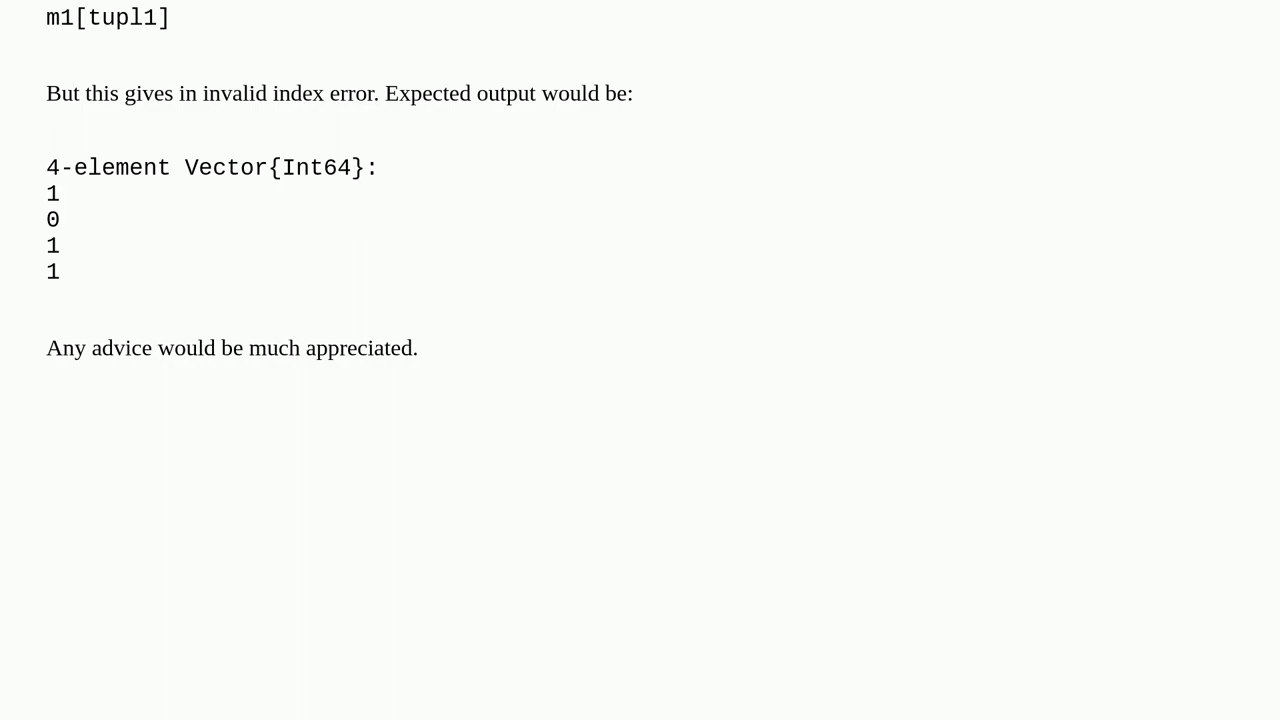 m1[tupl1]
But this gives in invalid index error. Expected output would be:
4-element Vector{Int64}:
1
0
1
1
Any advice would be much appreciated.